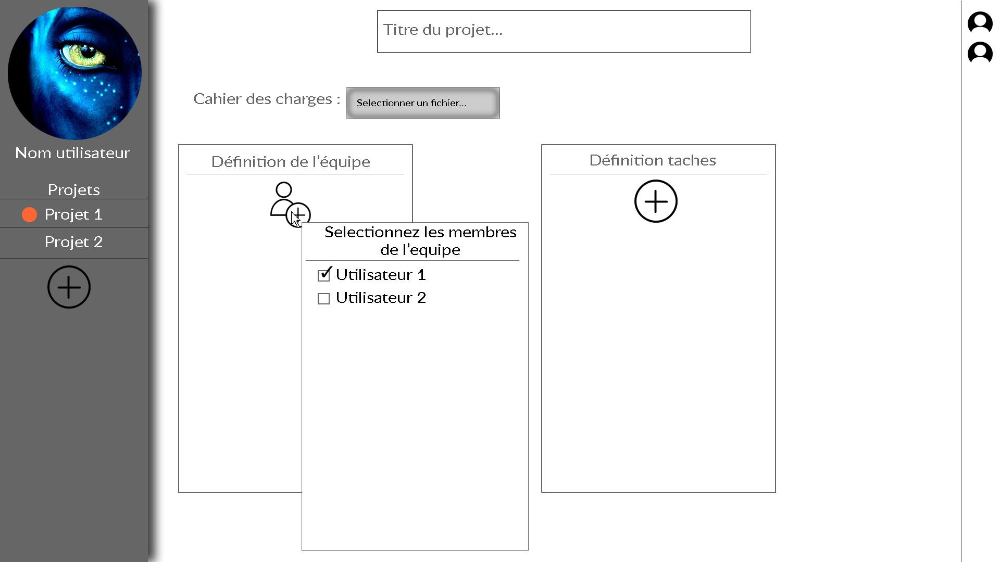 Nom utilisateur
Projets
Projet 1
Projet 2
Titre du projet...
Cahier des charges :
Selectionner un fichier...
Définition de l'équipe
Selectionnez les membres
de l'equipe
Utilisateur 1
Utilisateur 2
Définition taches